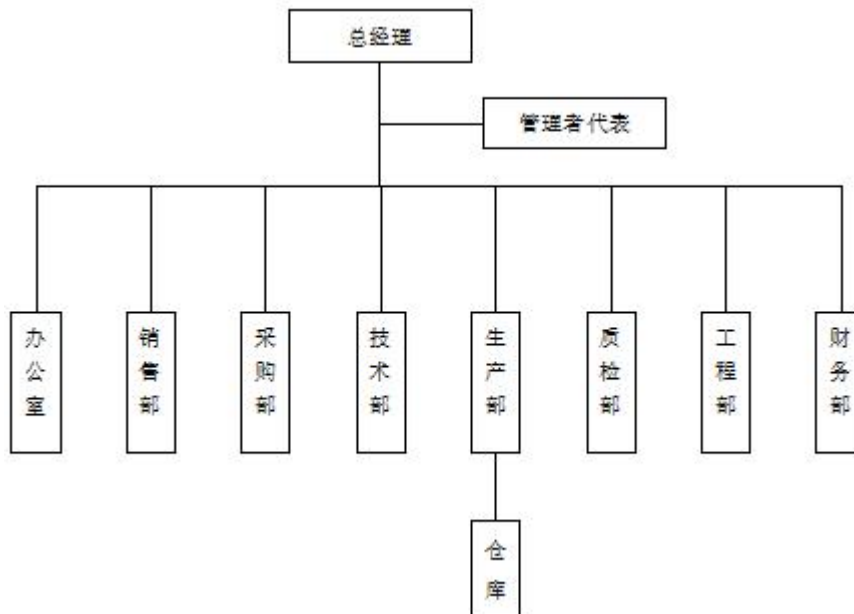 总经理
管理者代表
办公室
销售部
采购部
技术部
生产部
质检部
工程部
财务部
仓库